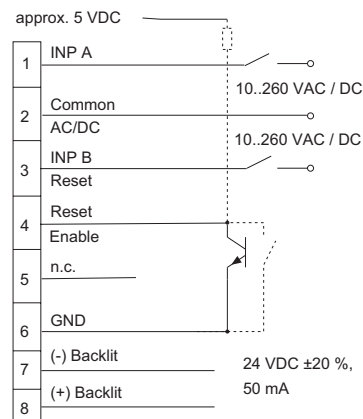 approx. 5 VDC
1 INP A
10..260 VAC / DC
2 Common
AC/DC
10..260 VAC / DC
3 INP B
Reset
4 Reset
Enable
5 n.c.
6 GND
7 (-) Backlit
24 VDC ±20 %,
50 mA
8 (+) Backlit